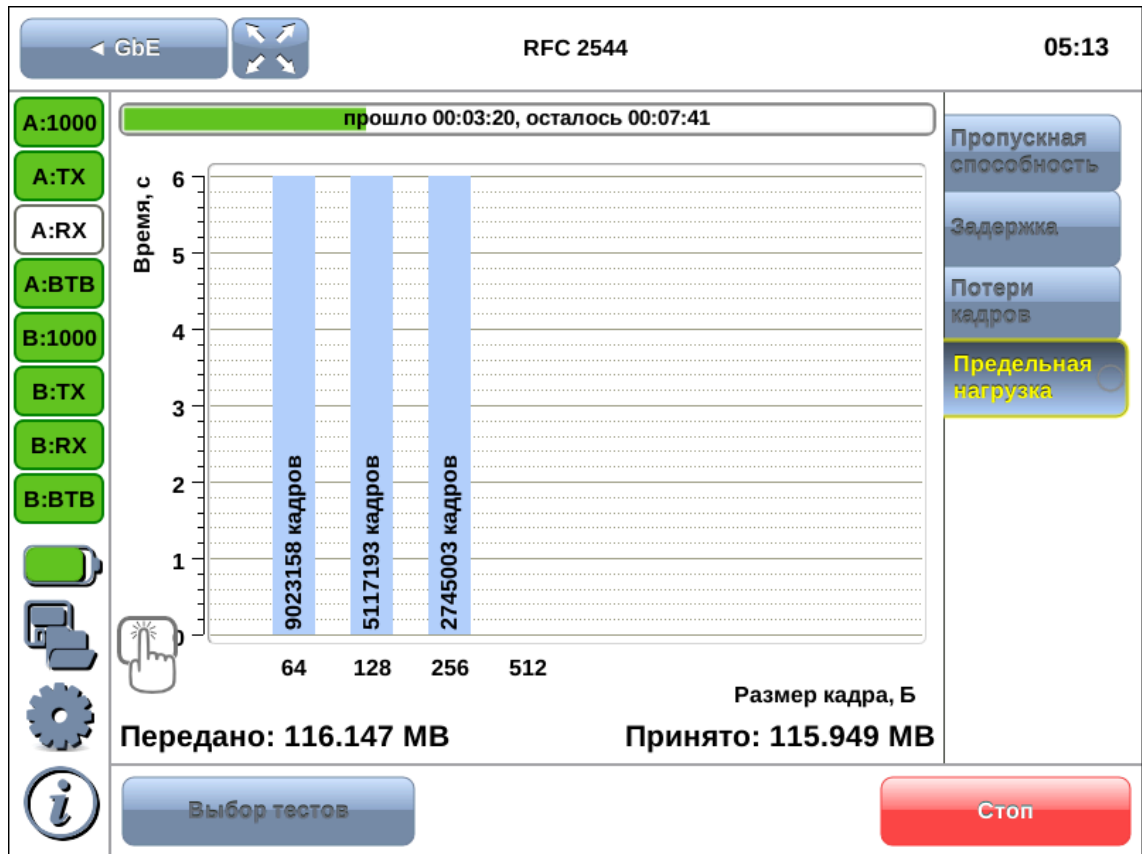 ◄ GbE
RFC 2544
05:13
A:1000
A:TX
A:RX
A:BTB
B:1000
B:TX
B:RX
B:BTB
прошло 00:03:20, осталось 00:07:41
Время, с
6
5
4
3
2
1
0
9023158 кадров
5117193 кадров
2745003 кадров
64 128 256 512
Размер кадра, Б
Передано: 116.147 MB
Принято: 115.949 MB
Пропускная
способность
Задержка
Потери
кадров
Предельная
нагрузка
i
Выбор тестов
Стоп